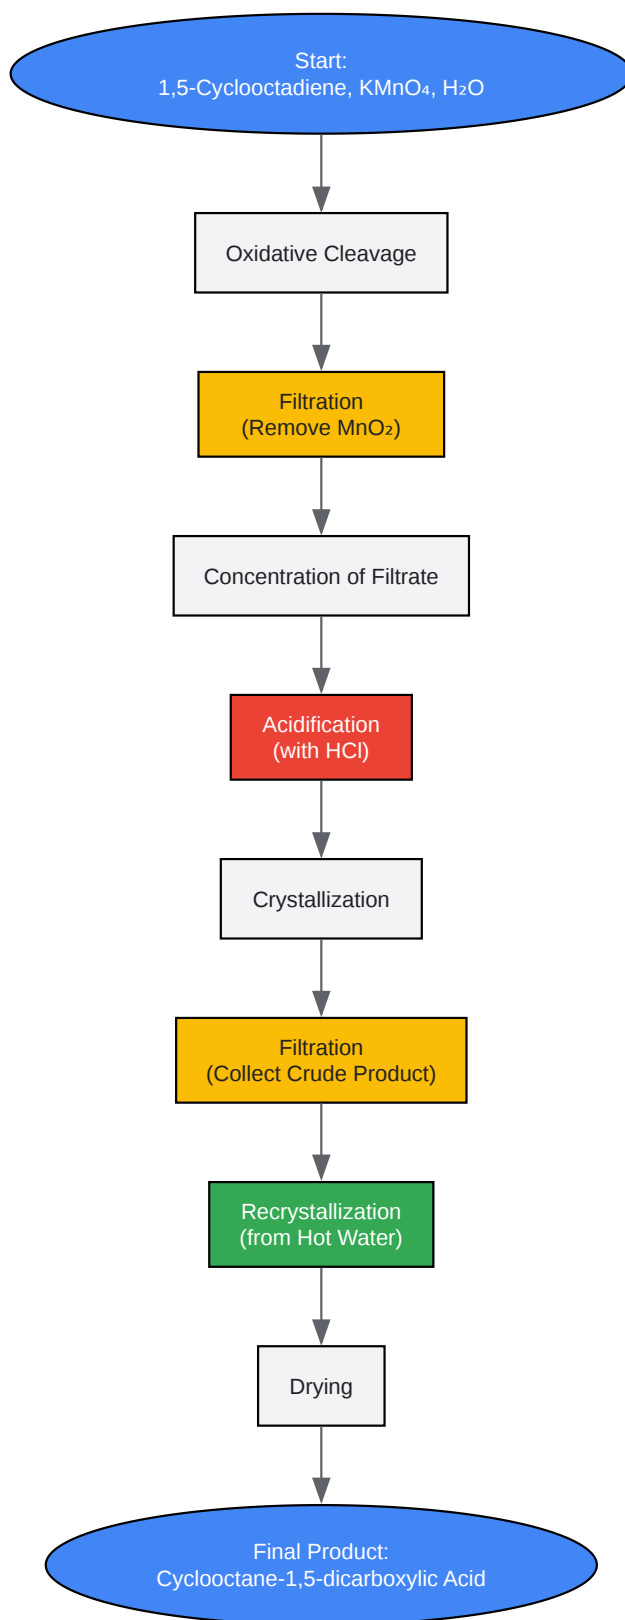 Start:
1,5-Cyclooctadiene, KMnO₄, H₂O
Oxidative Cleavage
Filtration
(Remove MnO₂)
Concentration of Filtrate
Acidification
(with HCl)
Crystallization
Filtration
(Collect Crude Product)
Recrystallization
(from Hot Water)
Drying
Final Product:
Cyclooctane-1,5-dicarboxylic Acid